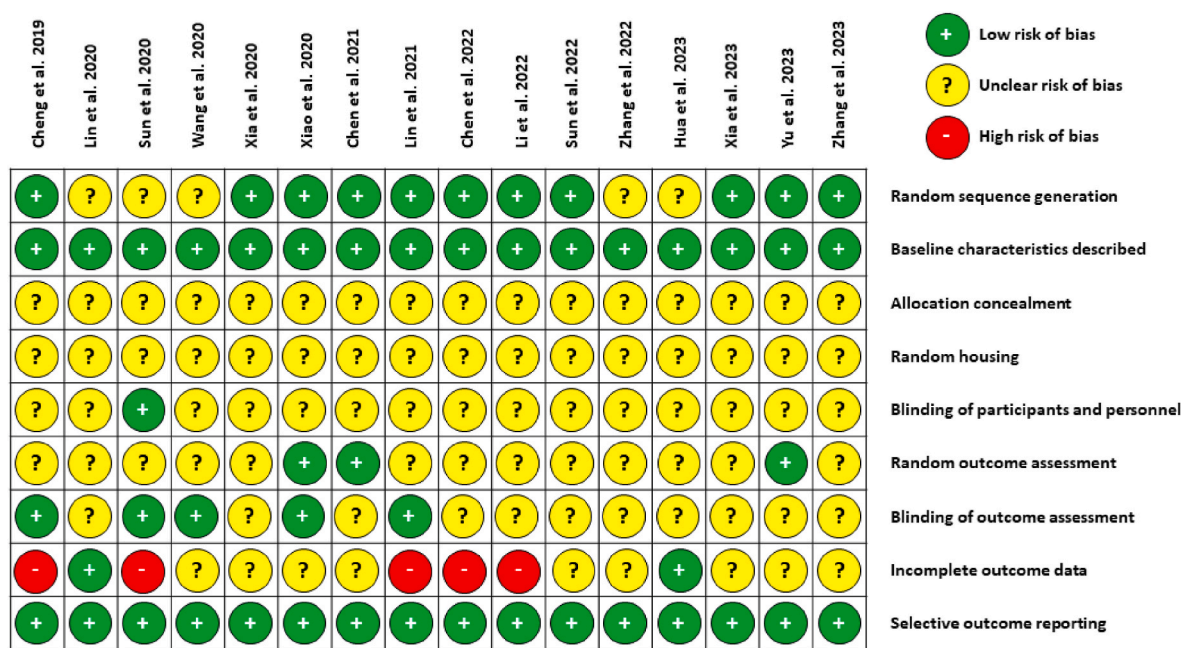 Cheng et al. 2019
Lin et al. 2020
Sun et al. 2020
Wang et al. 2020
Xia et al. 2020
Xiao et al. 2020
Chen et al. 2021
Lin et al. 2021
Chen et al. 2022
Li et al. 2022
Sun et al. 2022
Zhang et al. 2022
Hua et al. 2023
Xia et al. 2023
Yu et al. 2023
Zhang et al. 2023
+ Low risk of bias
? Unclear risk of bias
- High risk of bias
+ ? ? ? + + + + + + + ? ? + + + Random sequence generation
+ + + + + + + + + + + + + + + + Baseline characteristics described
? ? ? ? ? ? ? ? ? ? ? ? ? ? ? ? Allocation concealment
? ? ? ? ? ? ? ? ? ? ? ? ? ? ? ? Random housing
? ? + ? ? ? ? ? ? ? ? ? ? ? ? ? Blinding of participants and personnel
? ? ? ? ? + + ? ? ? ? ? ? ? + ? Random outcome assessment
+ ? + + ? + ? + ? ? ? ? ? ? ? ? Blinding of outcome assessment
- + - ? ? ? ? - - - ? ? + ? ? ? Incomplete outcome data
+ + + + + + + + + + + + + + + + Selective outcome reporting